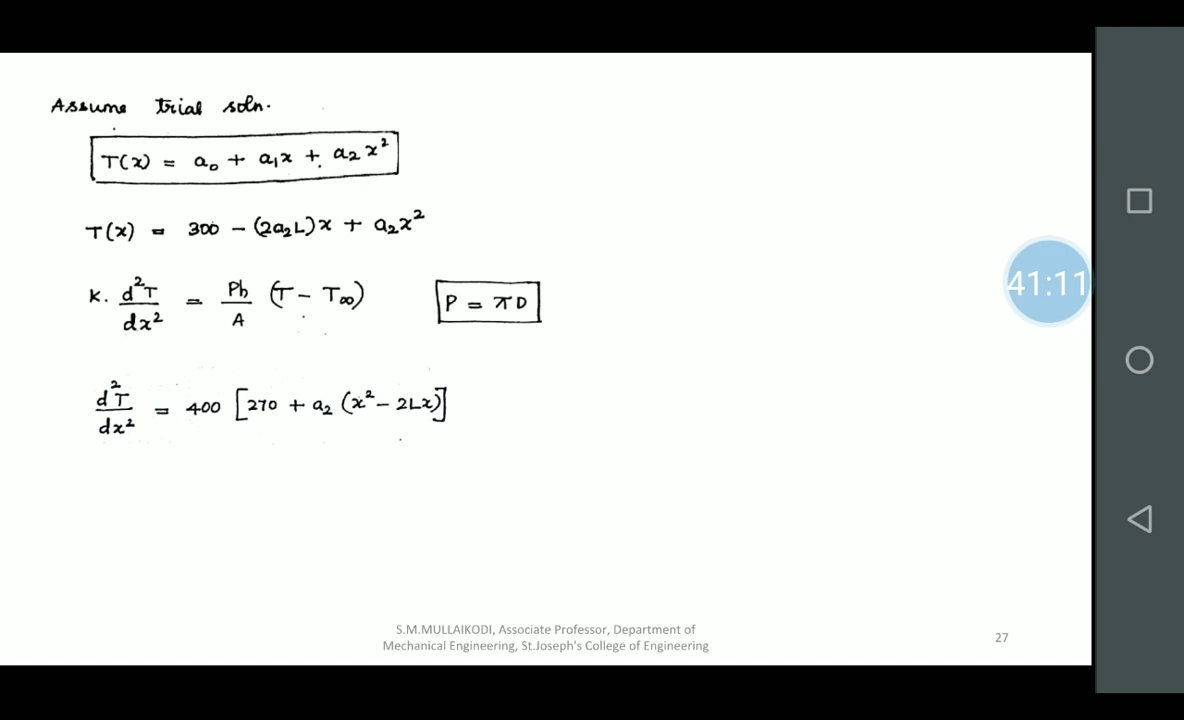 Assume trial soln.
T(x) = a₀ + a₁x + a₂x²
T(x) = 300 - (2a₂L)x + a₂x²
K. d²T/dx² = Ph/A (T - T∞) P = πD
41:11
d²T/dx² = 400 [270 + a₂ (x² - 2Lx)]
S.M.MULLAIKODI, Associate Professor, Department of
Mechanical Engineering, St.Joseph's College of Engineering
27